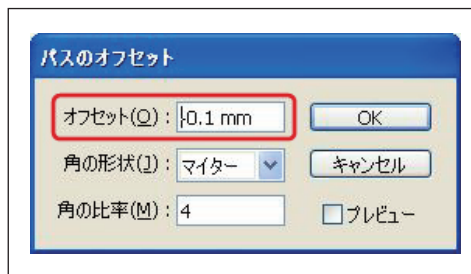 パスのオフセット
オフセット(O) : -0.1 mm OK
角の形状(J) : マイター キャンセル
角の比率(M) : 4 プレビュー